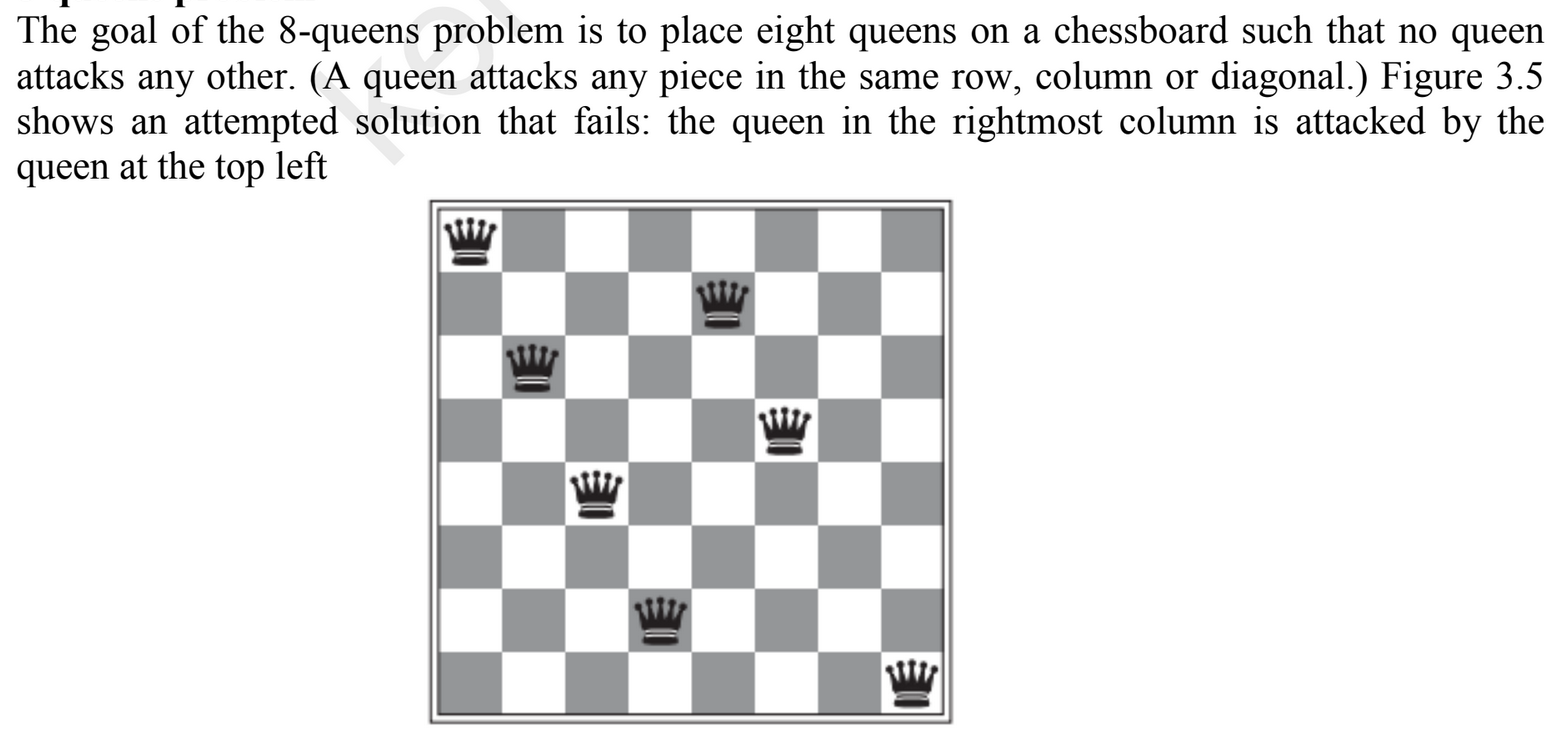 The goal of the 8-queens problem is to place eight queens on a chessboard such that no queen
attacks any other. (A queen attacks any piece in the same row, column or diagonal.) Figure 3.5
shows an attempted solution that fails: the queen in the rightmost column is attacked by the
queen at the top left